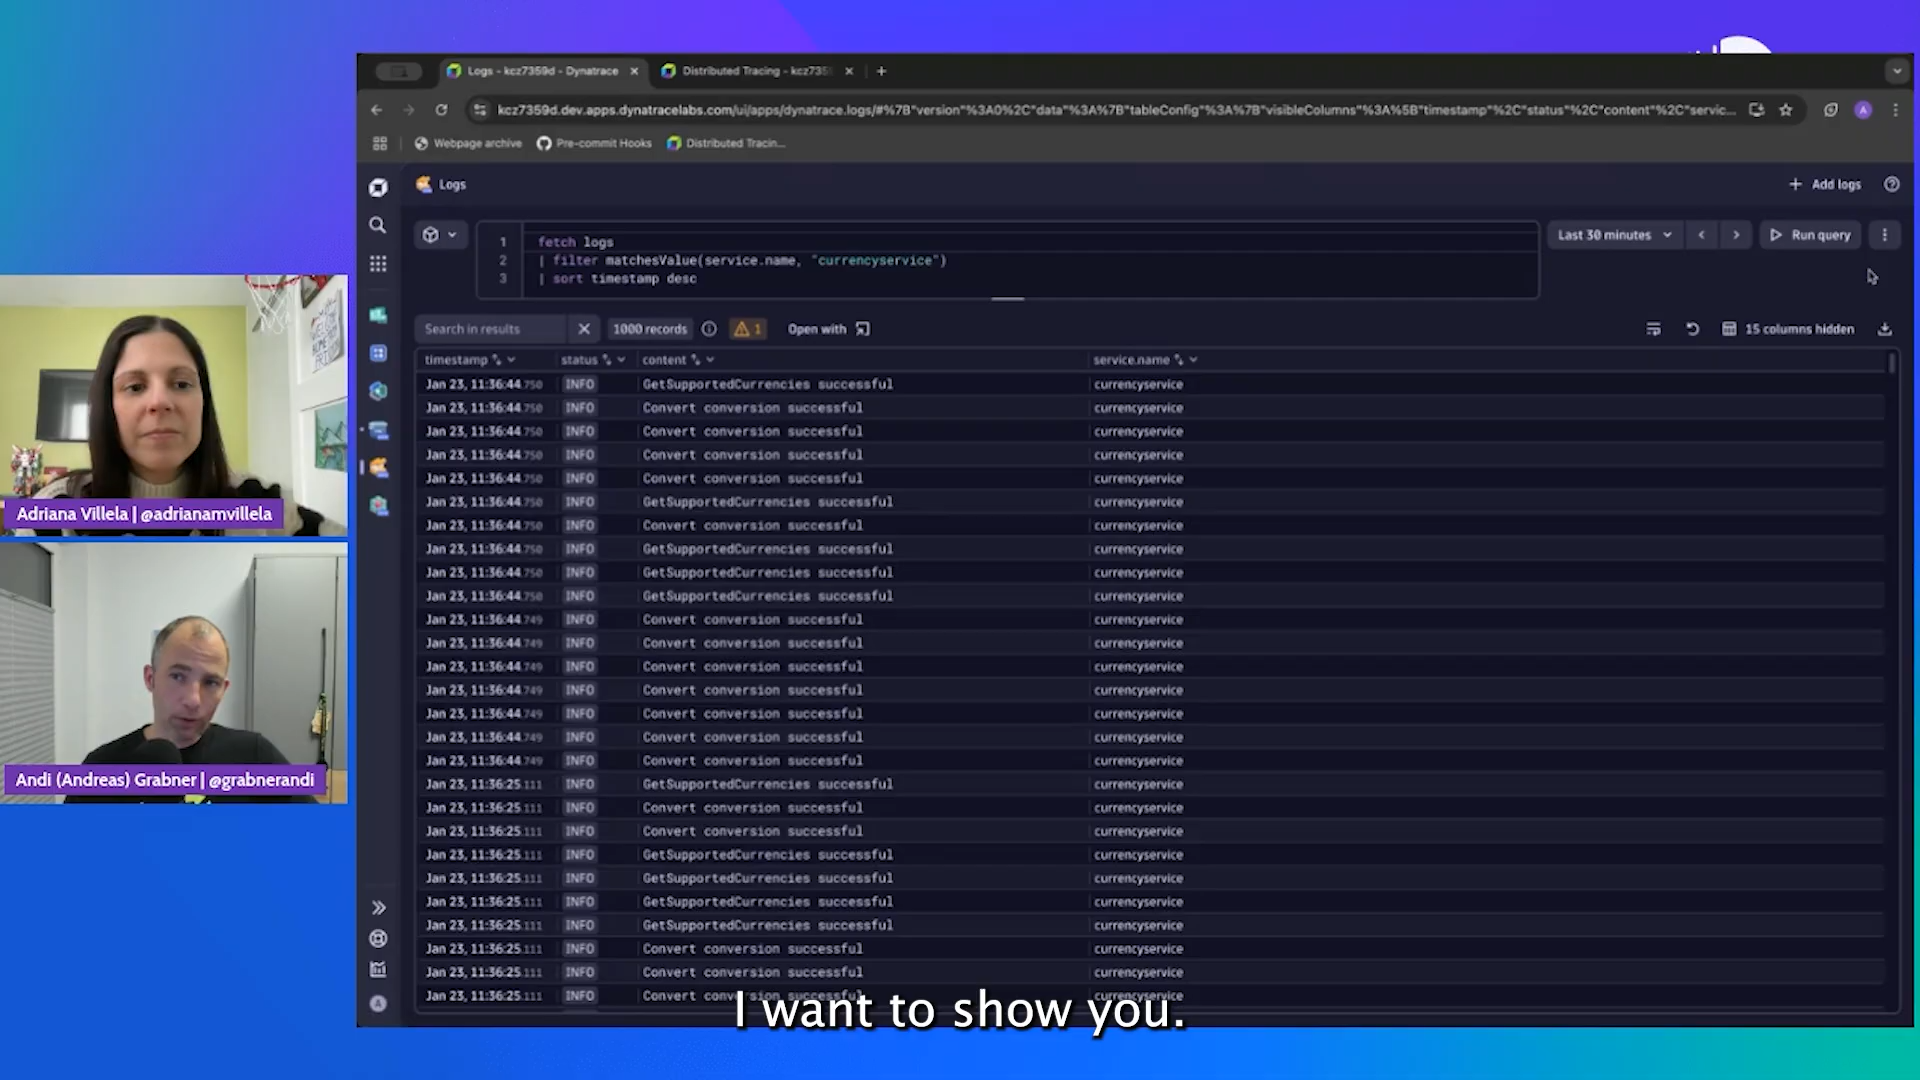 Logs - kcz7359d - Dynatrace
Distributed Tracing - kcz735
kcz7359d.dev.apps.dynatracelabs.com/ui/apps/dynatrace.logs/#%7B"version"%3A0%2C"data"%3A%7B"tableConfig"%3A%7B"visibleColumns"%3A%5B"timestamp"%2C"status"%2C"content"%2C"servic...
A
Webpage archive
Pre-commit Hooks
Distributed Tracin...
Logs
Add logs
1 fetch logs
2 | filter matchesValue(service.name, "currencyservice")
3 | sort timestamp desc
Last 30 minutes
Run query
Search in results
1000 records
1
Open with
15 columns hidden
timestamp status content service.name
Jan 23, 11:36:44.750 INFO GetSupportedCurrencies successful currencyservice
Jan 23, 11:36:44.750 INFO Convert conversion successful currencyservice
Jan 23, 11:36:44.750 INFO Convert conversion successful currencyservice
Jan 23, 11:36:44.750 INFO Convert conversion successful currencyservice
Jan 23, 11:36:44.750 INFO Convert conversion successful currencyservice
Jan 23, 11:36:44.750 INFO GetSupportedCurrencies successful currencyservice
Jan 23, 11:36:44.750 INFO Convert conversion successful currencyservice
Jan 23, 11:36:44.750 INFO GetSupportedCurrencies successful currencyservice
Jan 23, 11:36:44.750 INFO GetSupportedCurrencies successful currencyservice
Jan 23, 11:36:44.750 INFO GetSupportedCurrencies successful currencyservice
Jan 23, 11:36:44.749 INFO Convert conversion successful currencyservice
Jan 23, 11:36:44.749 INFO Convert conversion successful currencyservice
Jan 23, 11:36:44.749 INFO Convert conversion successful currencyservice
Jan 23, 11:36:44.749 INFO Convert conversion successful currencyservice
Jan 23, 11:36:44.749 INFO Convert conversion successful currencyservice
Jan 23, 11:36:44.749 INFO Convert conversion successful currencyservice
Jan 23, 11:36:44.749 INFO Convert conversion successful currencyservice
Jan 23, 11:36:25.111 INFO GetSupportedCurrencies successful currencyservice
Jan 23, 11:36:25.111 INFO Convert conversion successful currencyservice
Jan 23, 11:36:25.111 INFO Convert conversion successful currencyservice
Jan 23, 11:36:25.111 INFO GetSupportedCurrencies successful currencyservice
Jan 23, 11:36:25.111 INFO GetSupportedCurrencies successful currencyservice
Jan 23, 11:36:25.111 INFO GetSupportedCurrencies successful currencyservice
Jan 23, 11:36:25.111 INFO GetSupportedCurrencies successful currencyservice
Jan 23, 11:36:25.111 INFO Convert conversion successful currencyservice
Jan 23, 11:36:25.111 INFO Convert conversion successful currencyservice
Jan 23, 11:36:25.111 INFO Convert conversion successful currencyservice
A
Adriana Villela | @adrianamvillela
Andi (Andreas) Grabner | @grabnerandi
I want to show you.